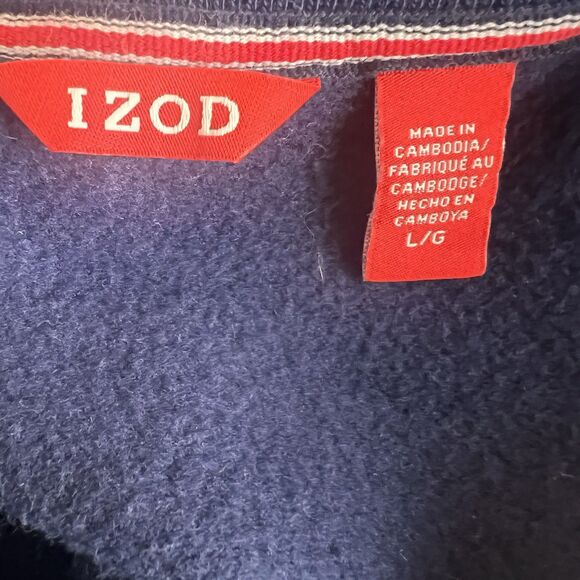 IZOD
MADE IN
CAMBODIA/
FABRIQUÉ AU
CAMBODGE/
HECHO EN
CAMBOYA
L/G